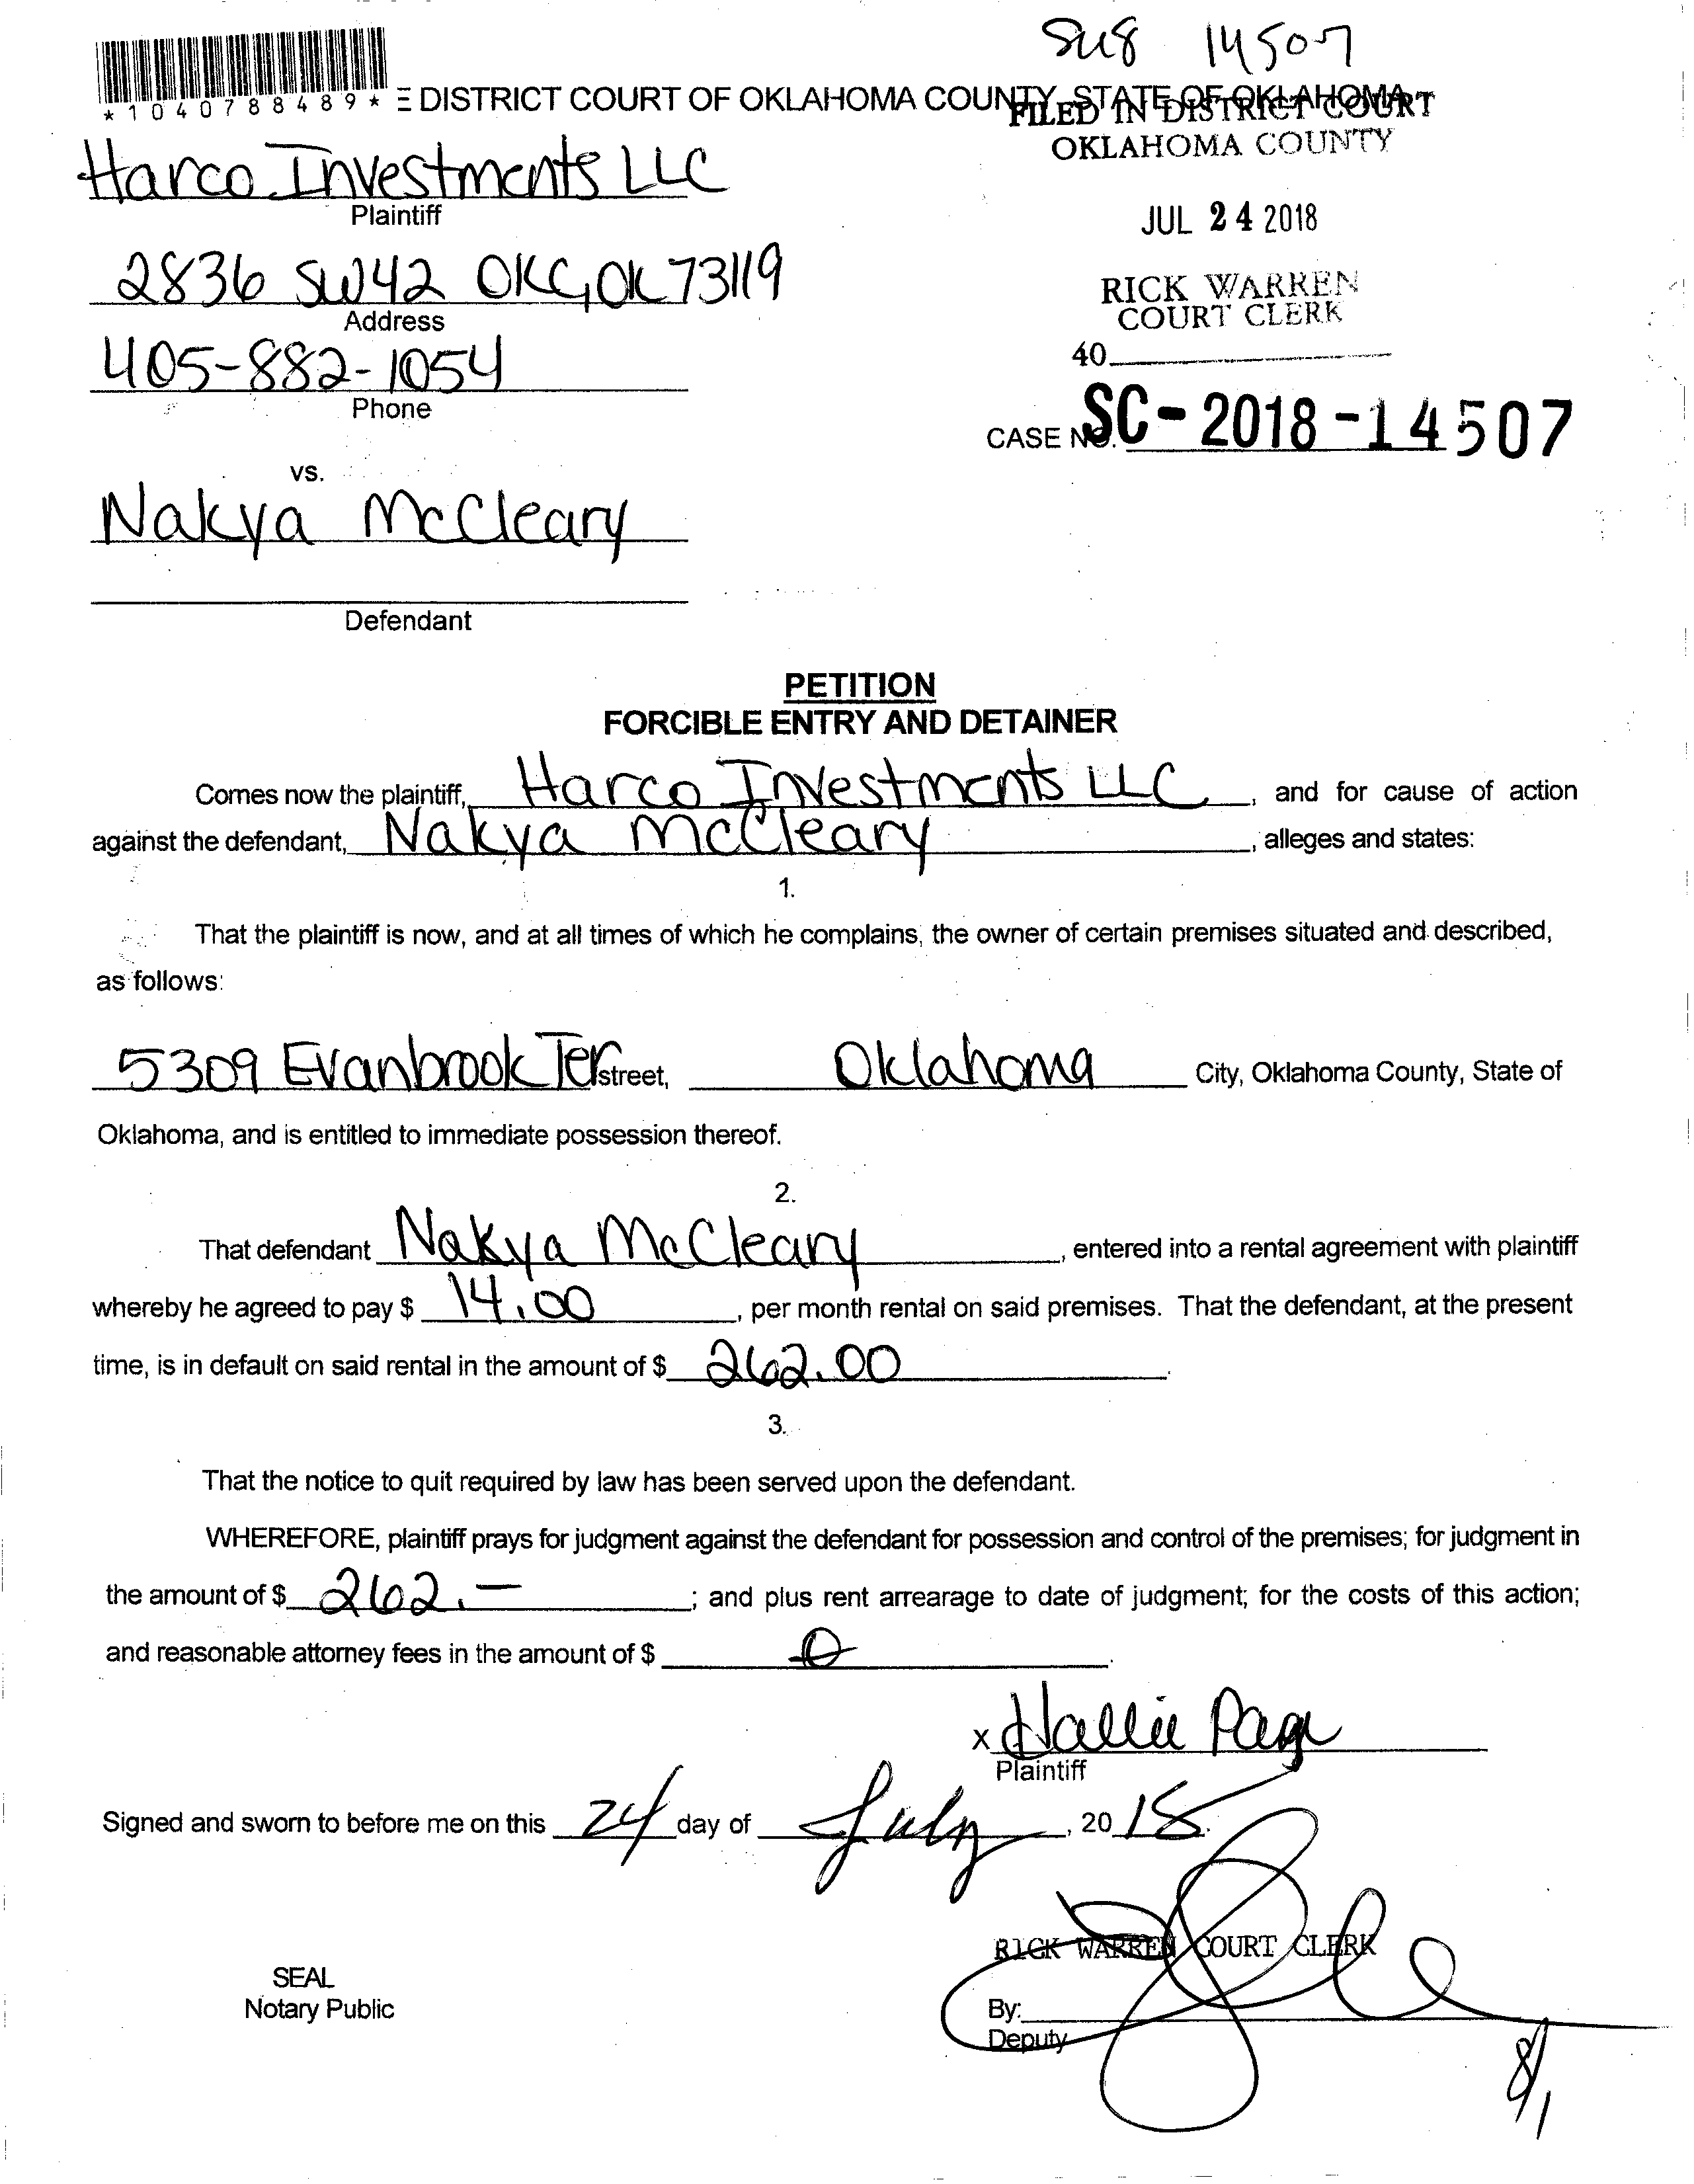 14507
*1040788489* E DISTRICT COURT OF OKLAHOMA COUNTY, STATE OF OKLAHOMA
FILED IN DISTRICT COURT
OKLAHOMA COUNTY
Harco Investments LLC
Plaintiff
JUL 24 2018
2836 SW42 OKC, OK 73119
Address
RICK WARREN
COURT CLERK
405-882-1054
Phone
40
CASE NO. SC-2018-14507
vs.
Nakya McCleary
Defendant
PETITION
FORCIBLE ENTRY AND DETAINER
Comes now the plaintiff, Harco Investments LLC, and for cause of action
against the defendant, Nakya McCleary, alleges and states:
1.
That the plaintiff is now, and at all times of which he complains, the owner of certain premises situated and described,
as follows:
5309 Evanbrook Ter street, Oklahoma City, Oklahoma County, State of
Oklahoma, and is entitled to immediate possession thereof.
2.
That defendant Nakya McCleary, entered into a rental agreement with plaintiff
whereby he agreed to pay $ 14.00, per month rental on said premises. That the defendant, at the present
time, is in default on said rental in the amount of $ 262.00.
3.
That the notice to quit required by law has been served upon the defendant.
WHEREFORE, plaintiff prays for judgment against the defendant for possession and control of the premises; for judgment in
the amount of $ 262.-; and plus rent arrearage to date of judgment; for the costs of this action;
and reasonable attorney fees in the amount of $ 0.
x Hallie Page
Plaintiff
Signed and sworn to before me on this 24 day of July, 2018.
RICK WARREN COURT CLERK
SEAL
Notary Public
By:
Deputy
8/1